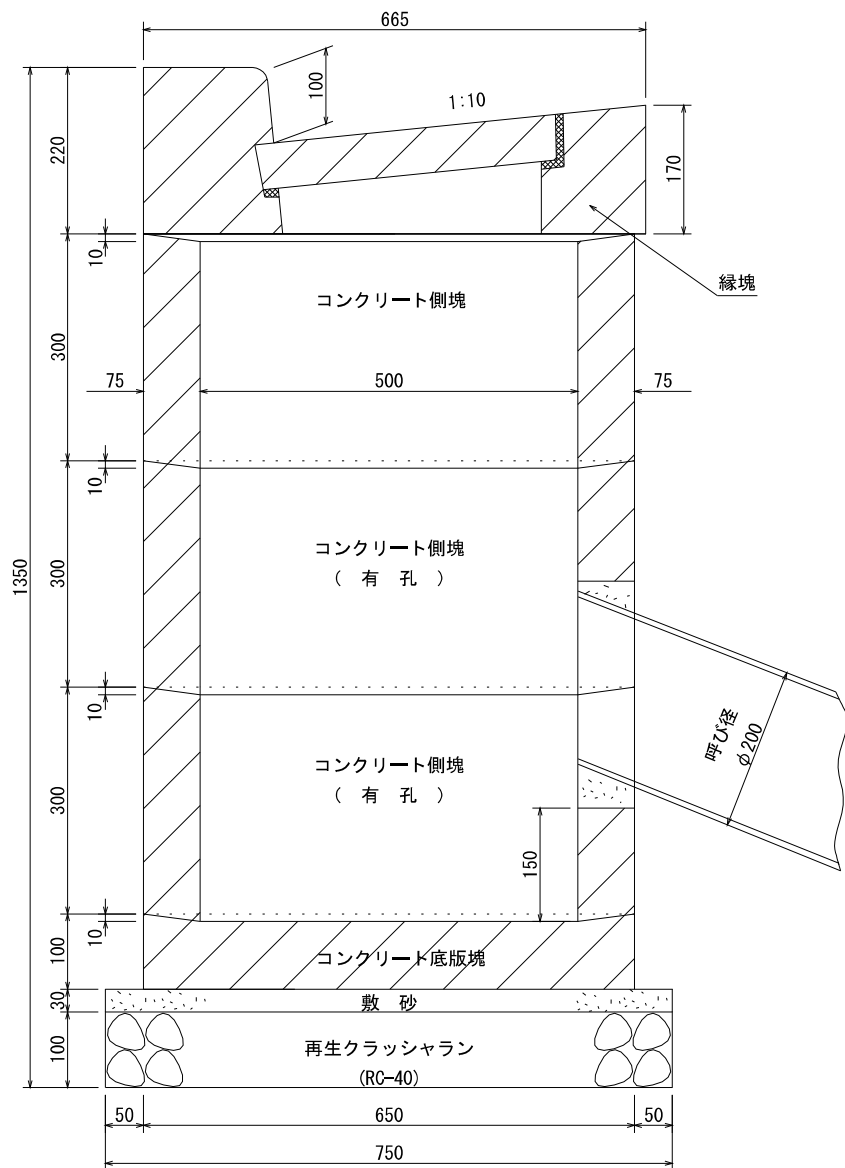 665
100
1:10
220
170
10
縁塊
コンクリート側塊
300
75
500
75
10
コンクリート側塊
( 有 孔 )
300
1350
10
呼び径
φ200
コンクリート側塊
( 有 孔 )
300
150
10
100
コンクリート底版塊
30
敷 砂
100
再生クラッシャラン
(RC-40)
50
650
50
750